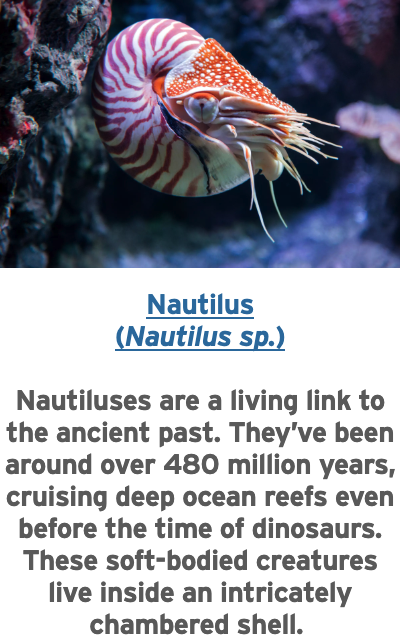 Nautilus
(Nautilus sp.)
Nautiluses are a living link to
the ancient past. They’ve been
around over 480 million years,
cruising deep ocean reefs even
before the time of dinosaurs.
These soft-bodied creatures
live inside an intricately
chambered shell.